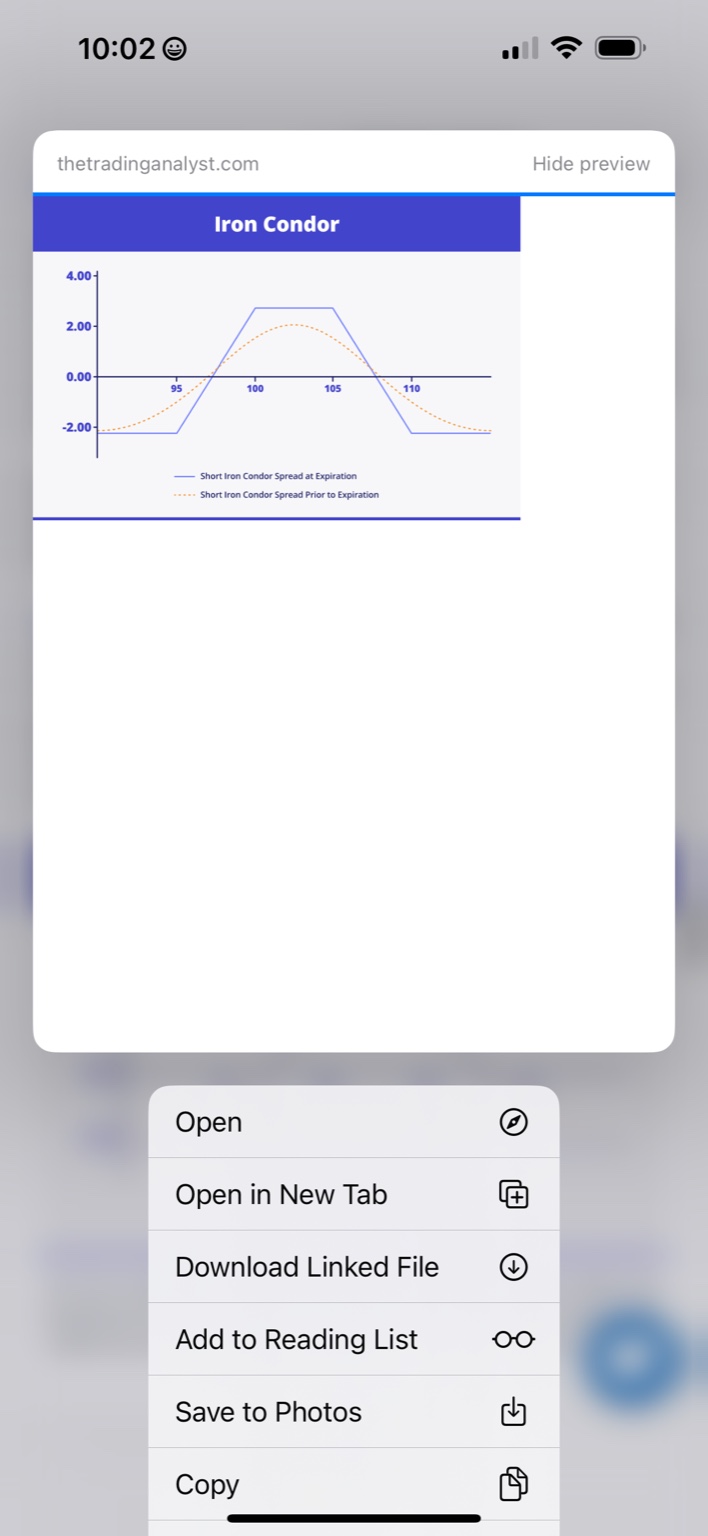 10:02
thetradinganalyst.com Hide preview
Iron Condor
4.00
2.00
0.00
95 100 105 110
-2.00
Short Iron Condor Spread at Expiration
Short Iron Condor Spread Prior to Expiration
Open
Open in New Tab
Download Linked File
Add to Reading List
Save to Photos
Copy